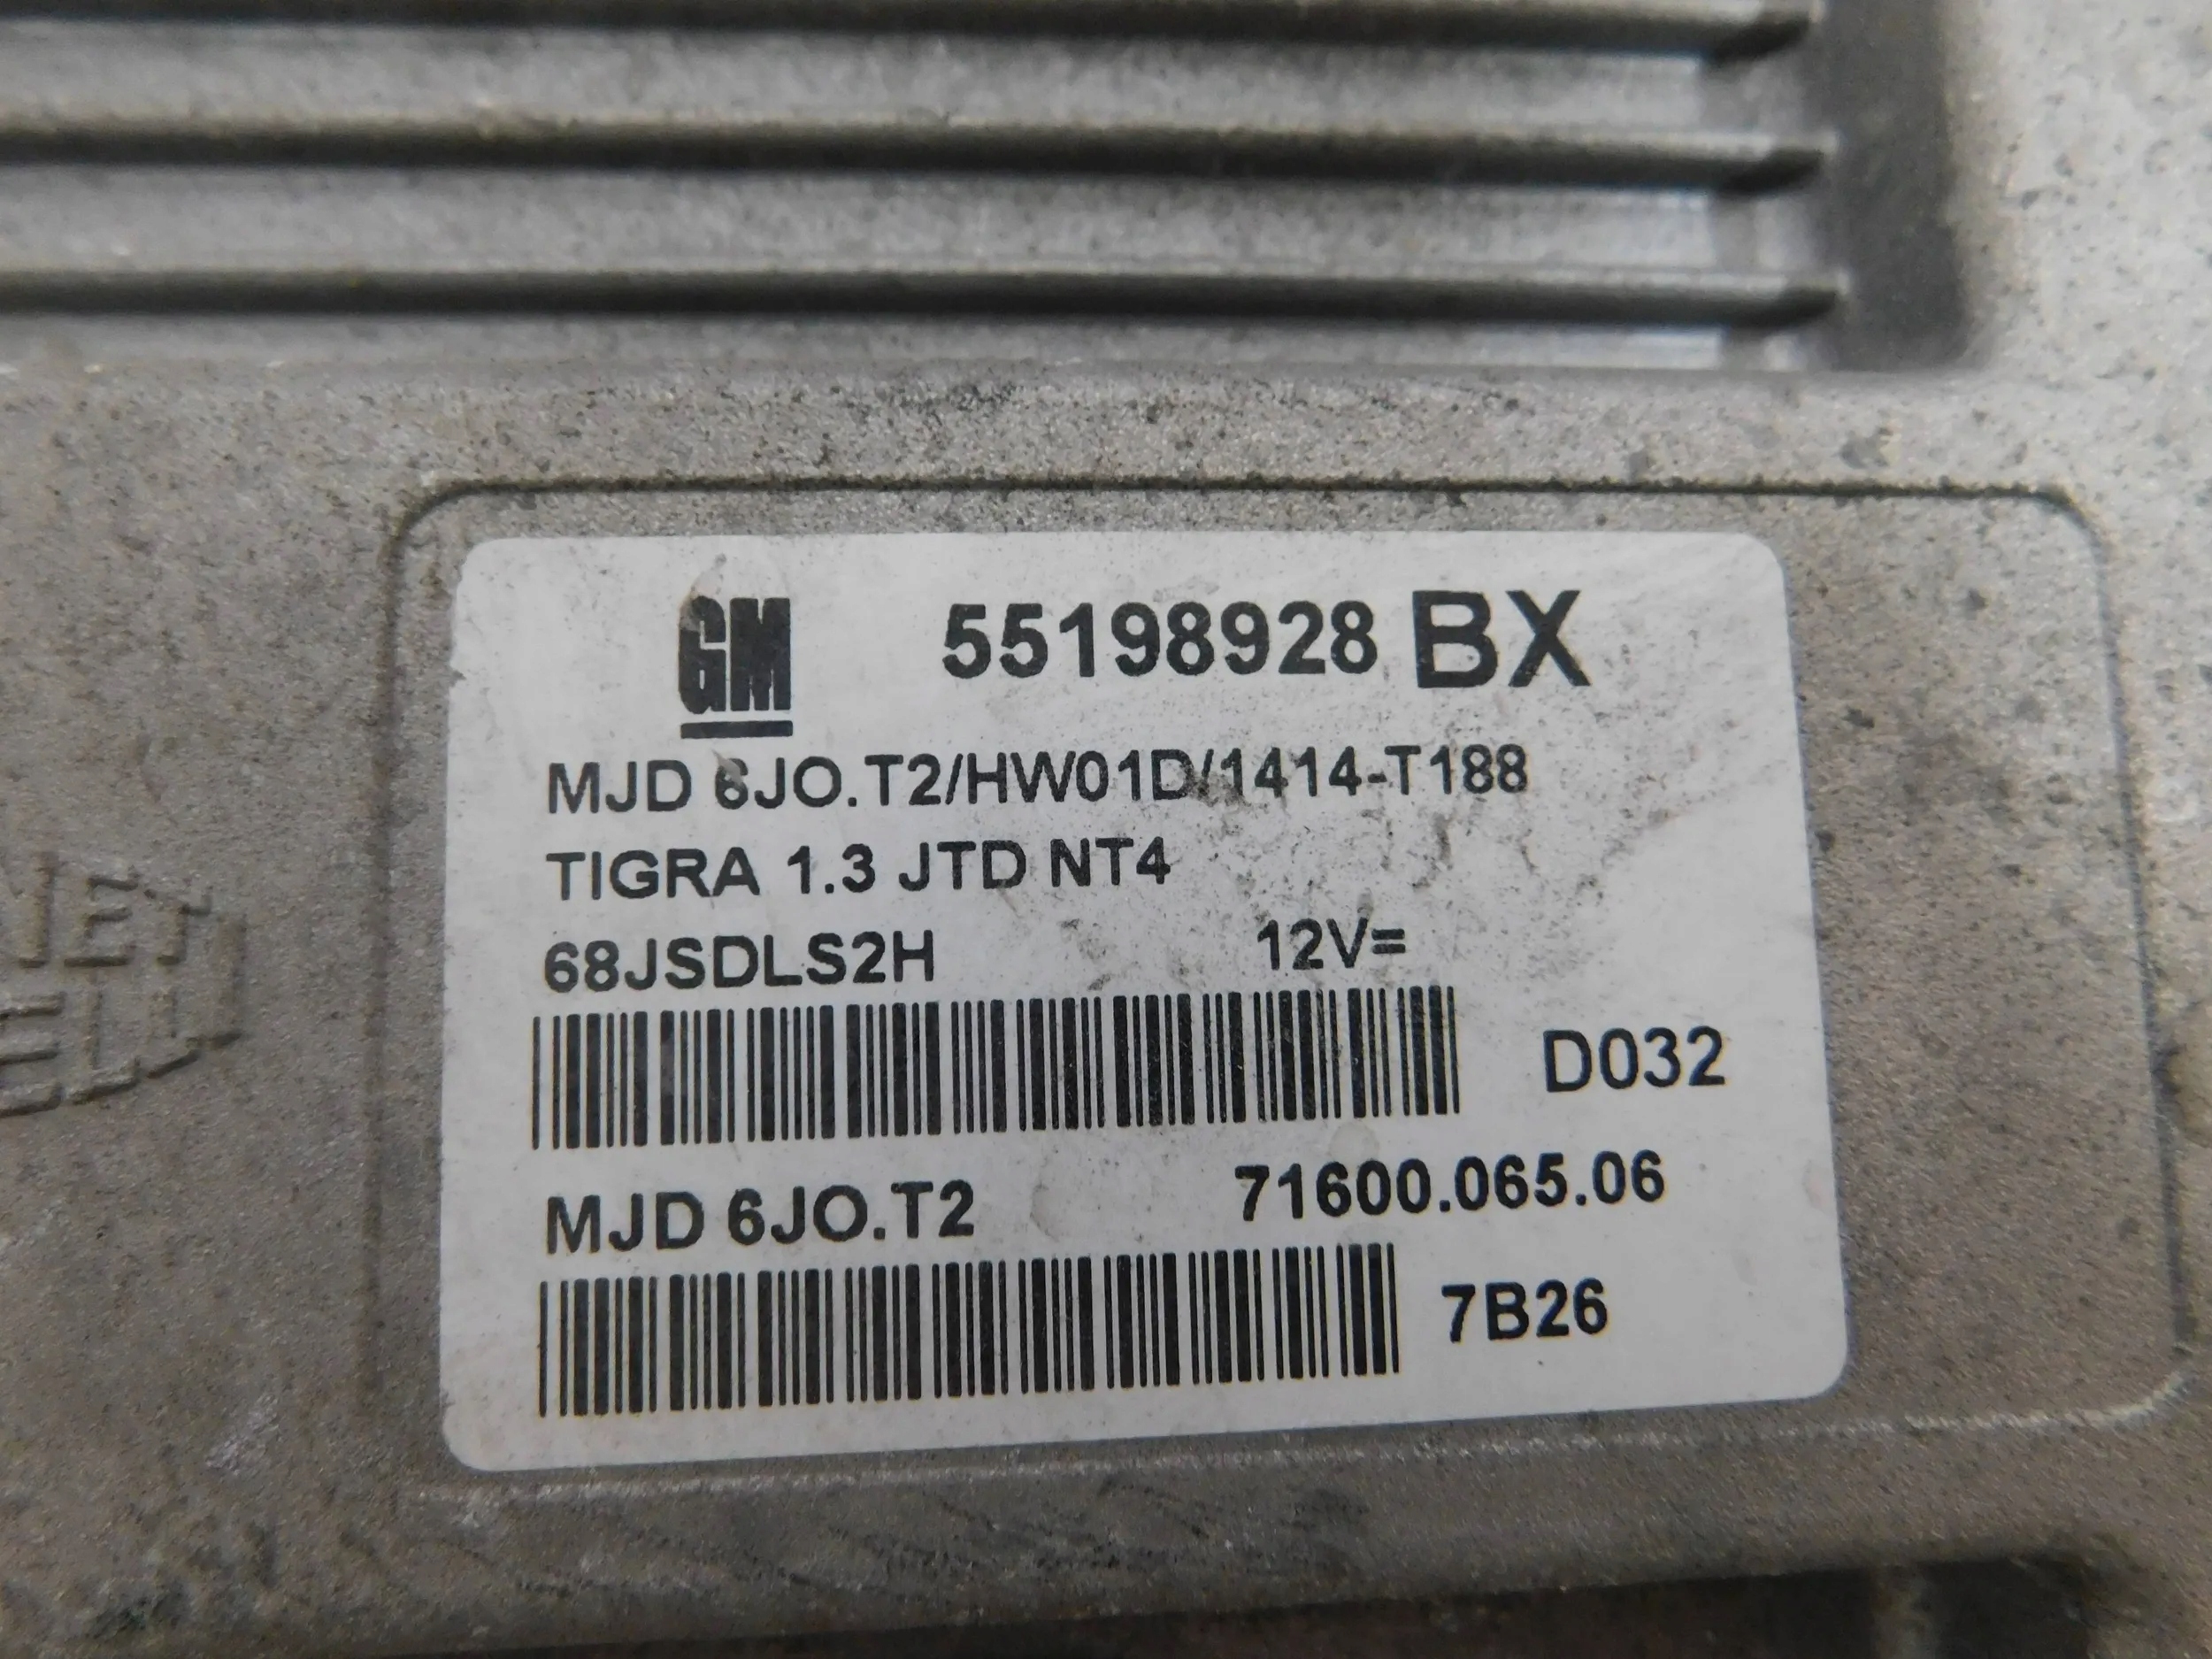 GM 55198928 BX
MJD 6JO.T2/HW01D/1414-T188
TIGRA 1.3 JTD NT4
68JSDLS2H 12V=
D032
MJD 6JO.T2 71600.065.06
7B26